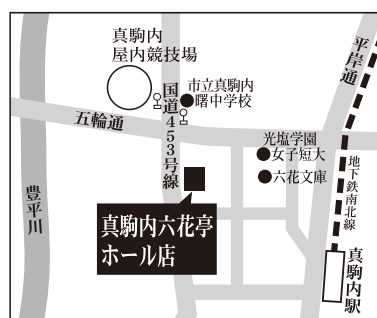 真駒内
屋内競技場
国道453号線
市立真駒内
曙中学校
平岸通
五輪通
光塩学園
女子短大
六花文庫
地下鉄南北線
豊平川
真駒内六花亭
ホール店
真駒内駅